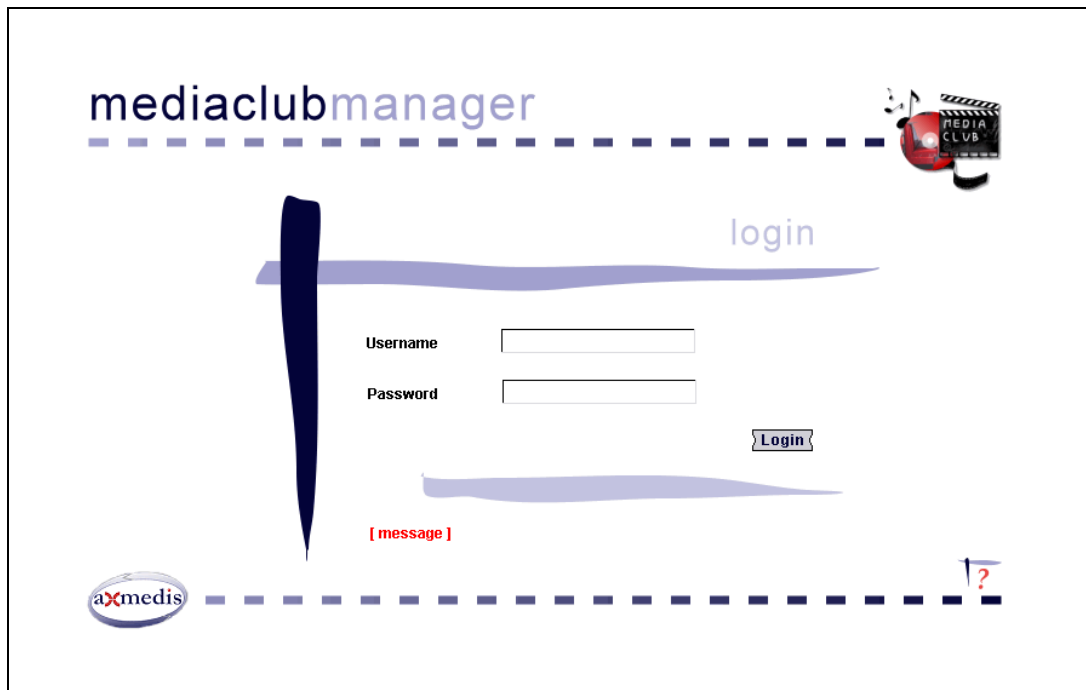 mediaclubmanager
MEDIA
CLUB
login
Username
Password
Login
[ message ]
axmedis
?